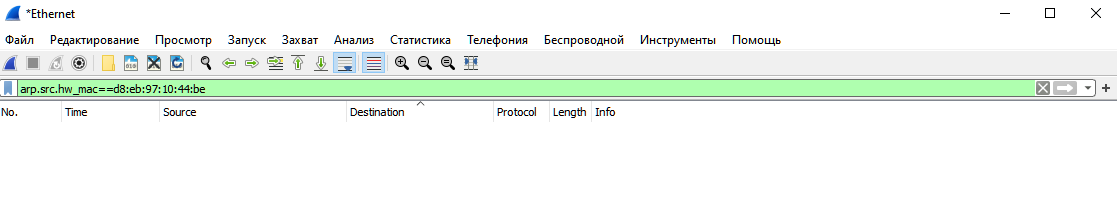 *Ethernet
Файл Редактирование Просмотр Запуск Захват Анализ Статистика Телефония Беспроводной Инструменты Помощь
arp.src.hw_mac==d8:eb:97:10:44:be
No. Time Source Destination Protocol Length Info